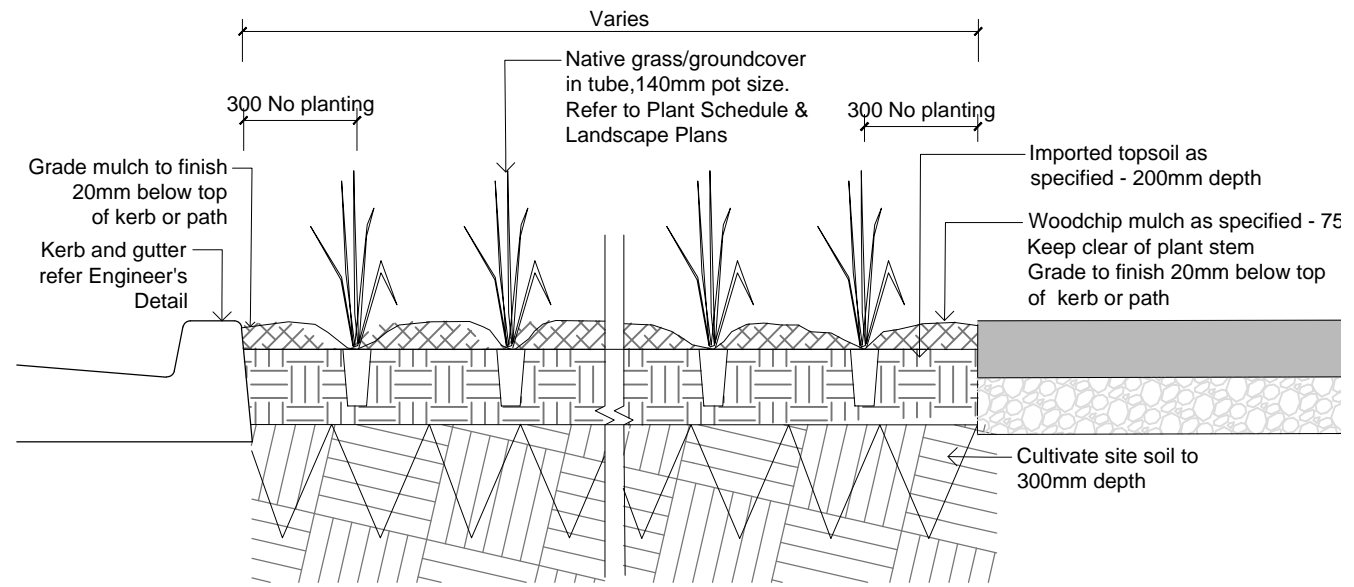 Varies
Native grass/groundcover
in tube,140mm pot size.
Refer to Plant Schedule &
Landscape Plans
300 No planting
300 No planting
Grade mulch to finish
20mm below top
of kerb or path
Kerb and gutter
refer Engineer's
Detail
Imported topsoil as
specified - 200mm depth
Woodchip mulch as specified - 75
Keep clear of plant stem
Grade to finish 20mm below top
of kerb or path
Cultivate site soil to
300mm depth